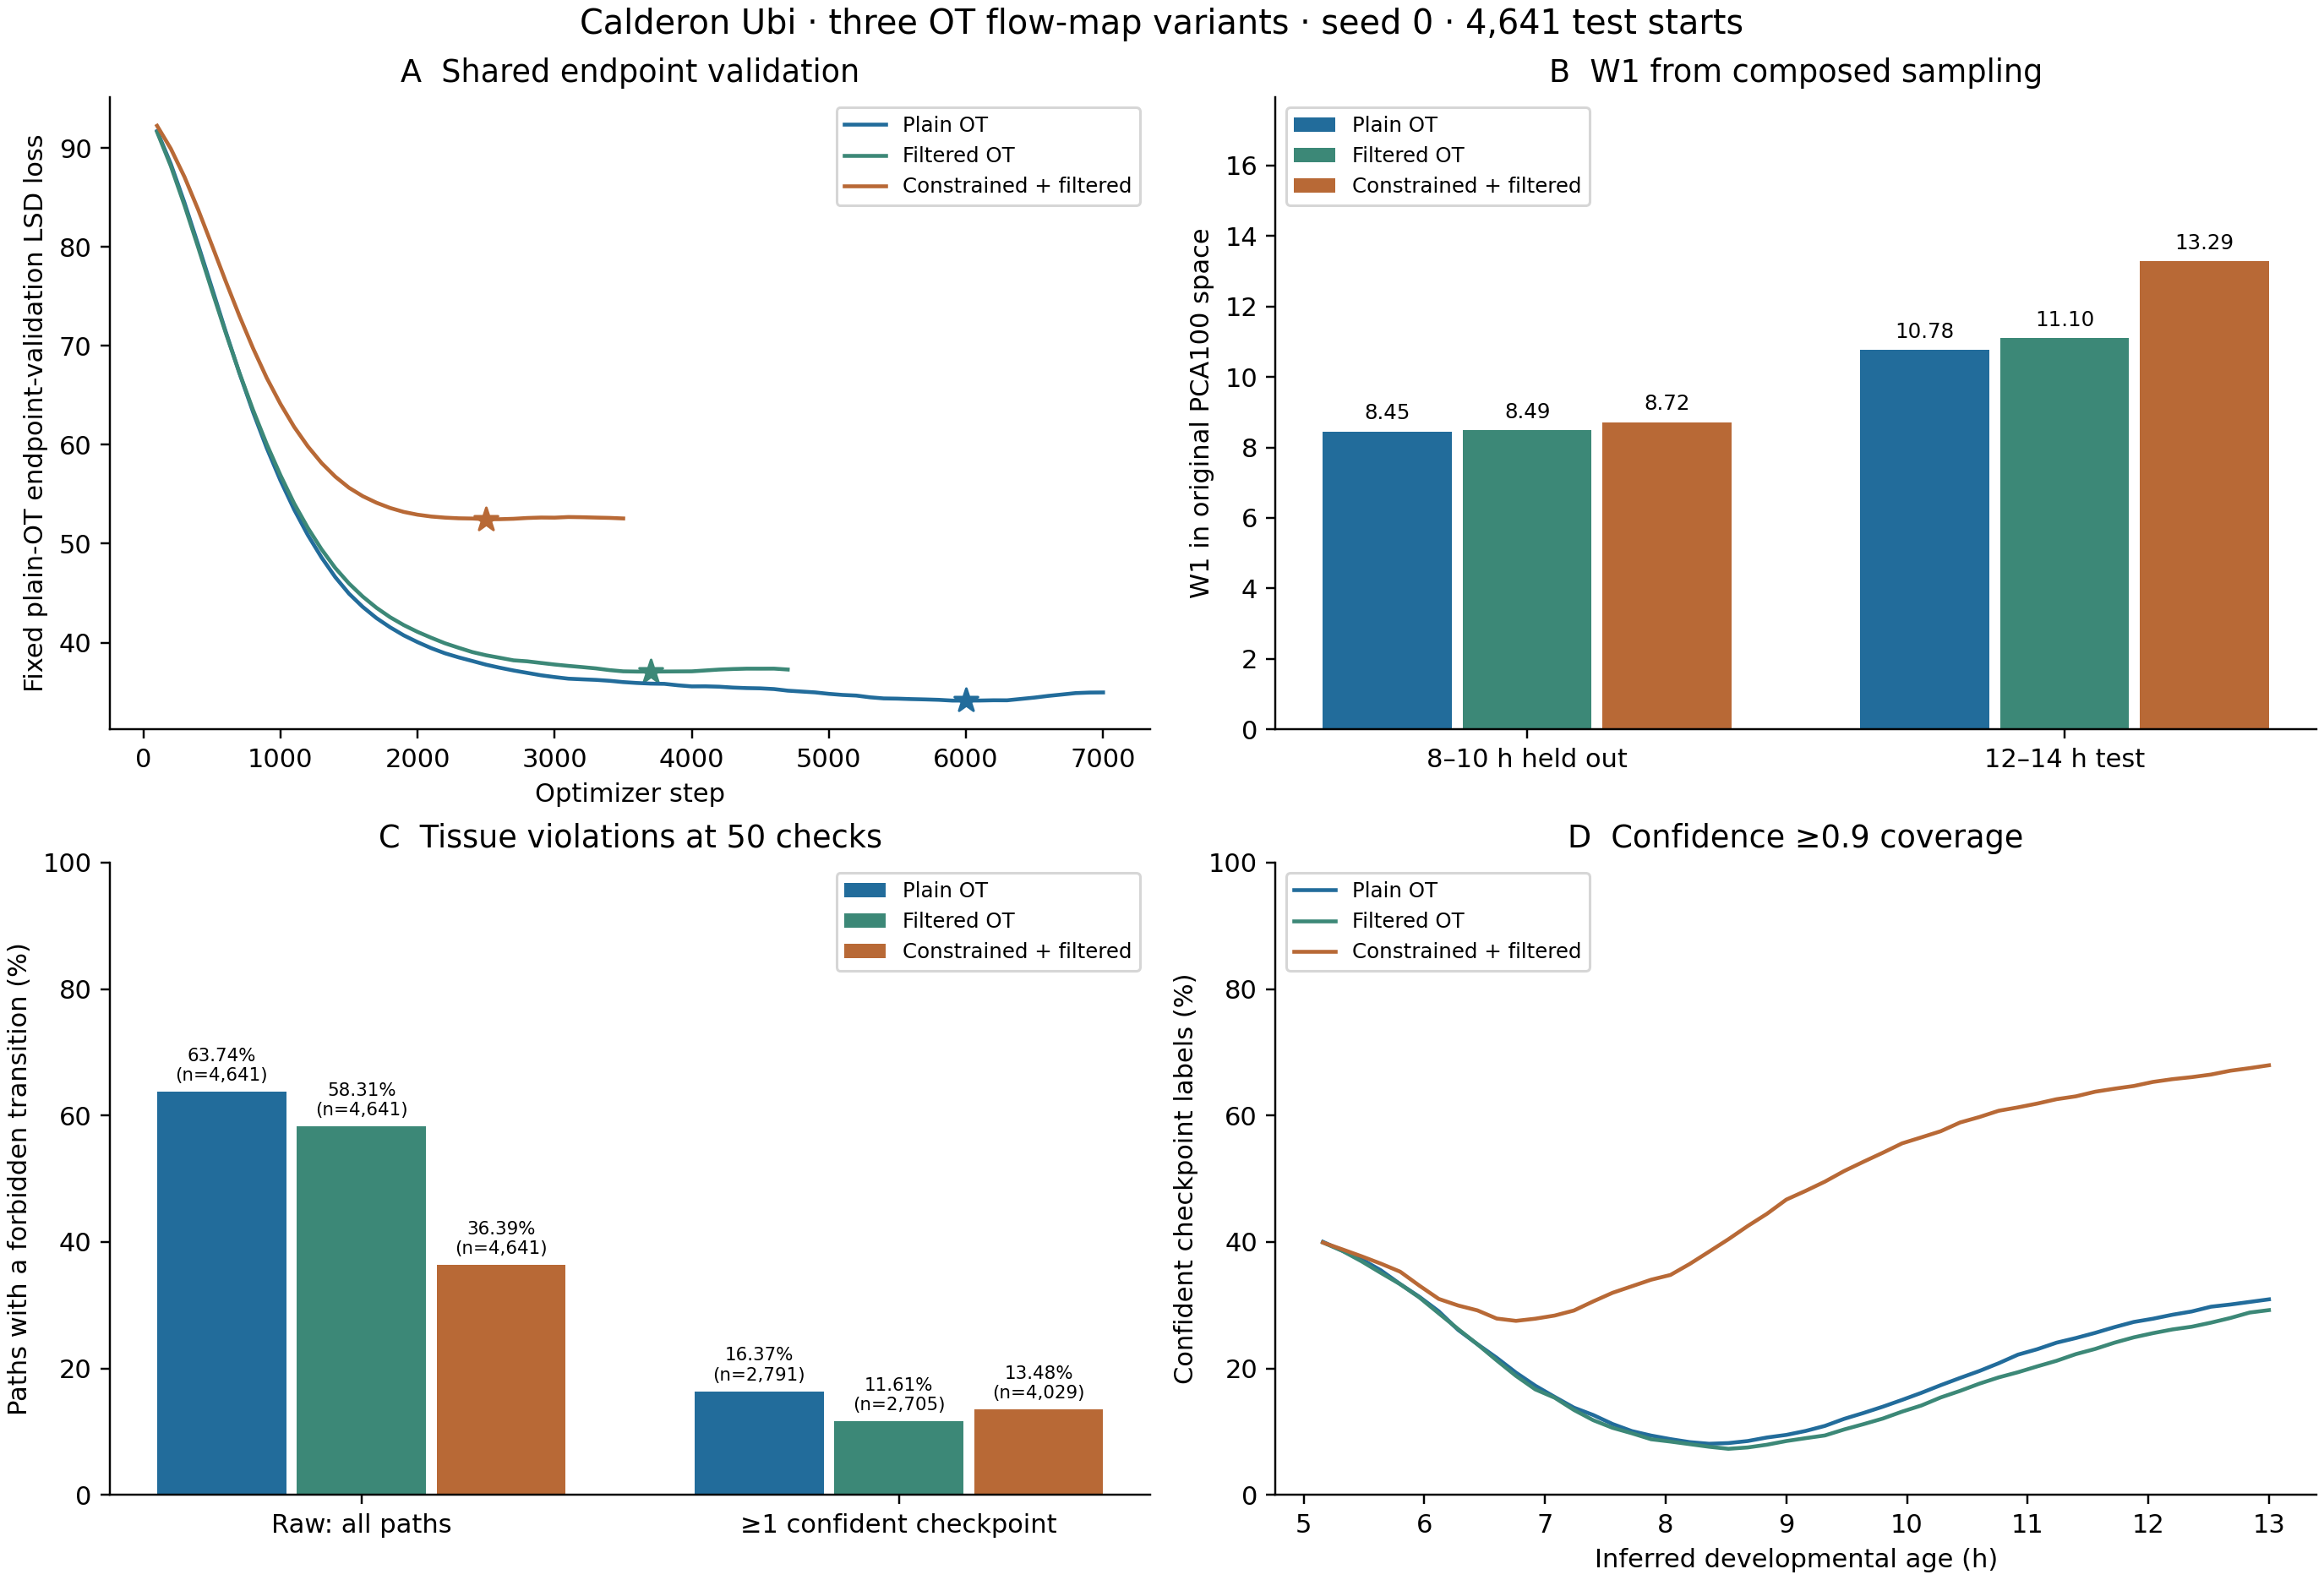 Calderon Ubi · three OT flow-map variants · seed 0 · 4,641 test starts
A Shared endpoint validation
Fixed plain-OT endpoint-validation LSD loss
90
80
70
60
50
40
0 1000 2000 3000 4000 5000 6000 7000
Optimizer step
Plain OT
Filtered OT
Constrained + filtered
B W1 from composed sampling
W1 in original PCA100 space
16
14
12
10
8
6
4
2
0
Plain OT
Filtered OT
Constrained + filtered
8.45
8.49
8.72
10.78
11.10
13.29
8–10 h held out
12–14 h test
C Tissue violations at 50 checks
Paths with a forbidden transition (%)
100
80
60
40
20
0
Plain OT
Filtered OT
Constrained + filtered
63.74%
(n=4,641)
58.31%
(n=4,641)
36.39%
(n=4,641)
16.37%
(n=2,791)
11.61%
(n=2,705)
13.48%
(n=4,029)
Raw: all paths
≥1 confident checkpoint
D Confidence ≥0.9 coverage
Confident checkpoint labels (%)
100
80
60
40
20
0
Plain OT
Filtered OT
Constrained + filtered
5 6 7 8 9 10 11 12 13
Inferred developmental age (h)